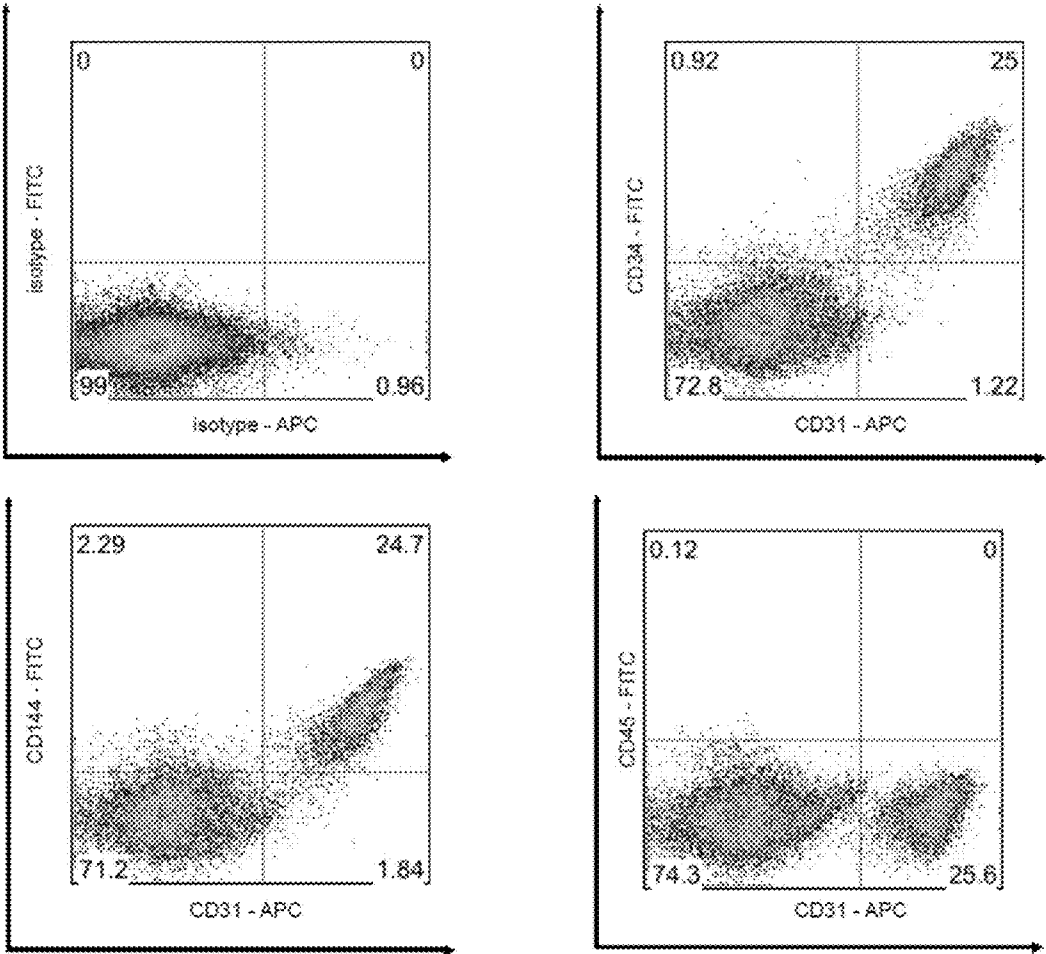 0 0
isotype - FITC
99 0.96
isotype - APC
0.92 25
CD34 - FITC
72.8 1.22
CD31 - APC
2.29 24.7
CD144 - FITC
71.2 1.84
CD31 - APC
0.12 0
CD45 - FITC
74.3 25.6
CD31 - APC